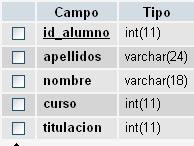 Campo Tipo
id_alumno int(11)
apellidos varchar(24)
nombre varchar(18)
curso int(11)
titulacion int(11)